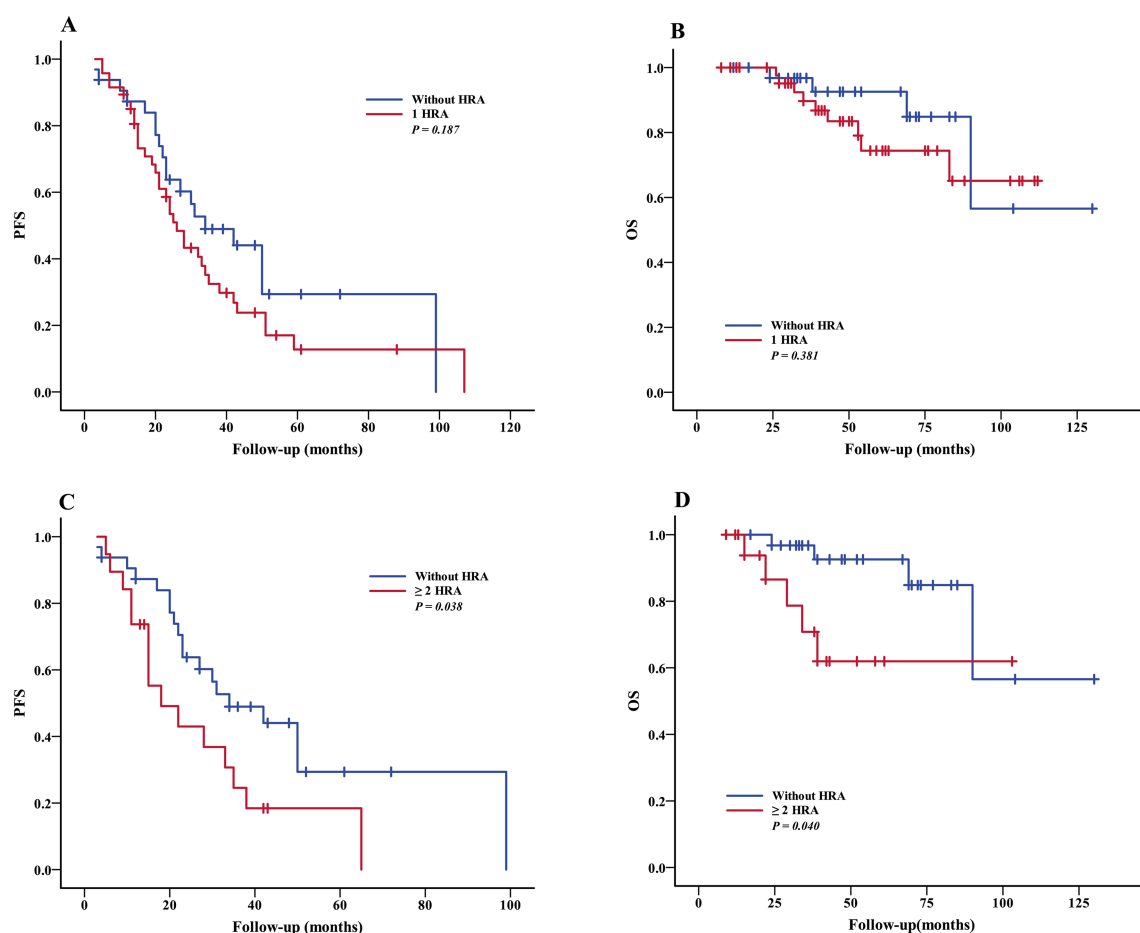 A
1.0
0.8
0.6
0.4
0.2
0.0
PFS
Without HRA
1 HRA
P = 0.187
0 20 40 60 80 100 120
Follow-up (months)
B
1.0
0.8
0.6
0.4
0.2
0.0
OS
Without HRA
1 HRA
P = 0.381
0 25 50 75 100 125
Follow-up (months)
C
1.0
0.8
0.6
0.4
0.2
0.0
PFS
Without HRA
≥ 2 HRA
P = 0.038
0 20 40 60 80 100
Follow-up (months)
D
1.0
0.8
0.6
0.4
0.2
0.0
OS
Without HRA
≥ 2 HRA
P = 0.040
0 25 50 75 100 125
Follow-up(months)